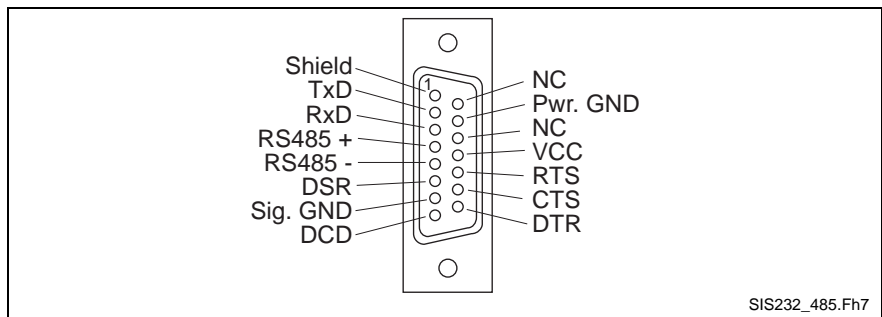 Shield
TxD
RxD
RS485 +
RS485 -
DSR
Sig. GND
DCD
1
NC
Pwr. GND
NC
VCC
RTS
CTS
DTR
SIS232_485.Fh7